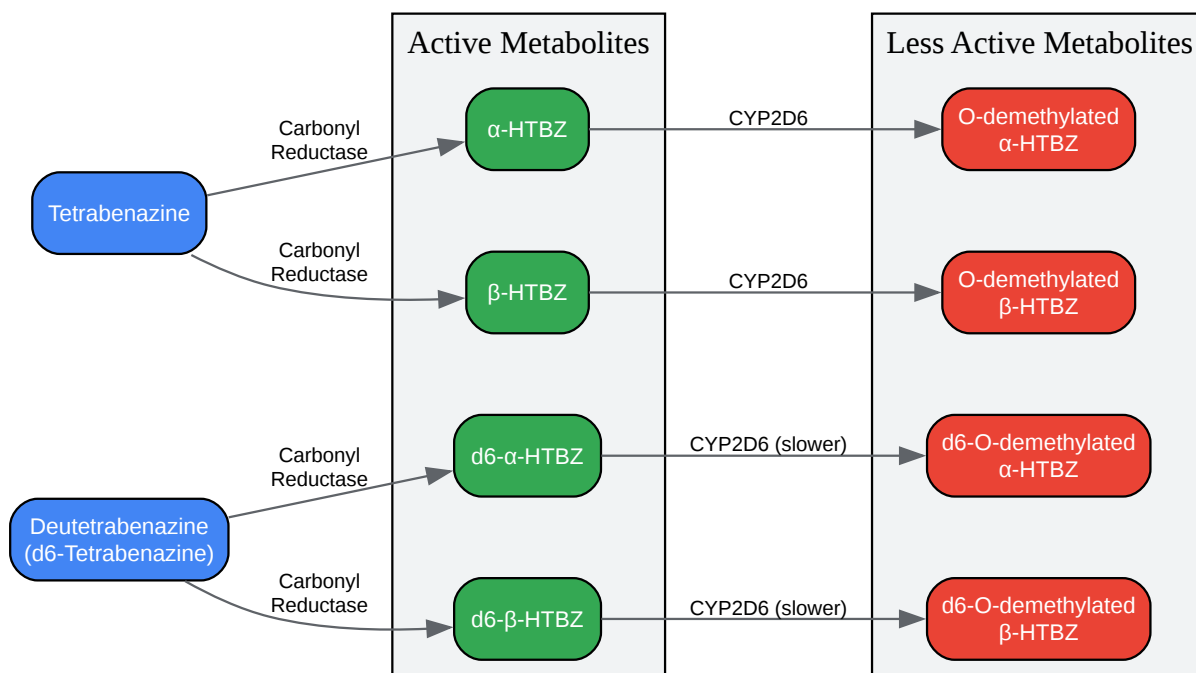 Active Metabolites
Less Active Metabolites
Tetrabenazine
Carbonyl
Reductase
α-HTBZ
CYP2D6
O-demethylated
α-HTBZ
Carbonyl
Reductase
β-HTBZ
CYP2D6
O-demethylated
β-HTBZ
Deutetrabenazine
(d6-Tetrabenazine)
Carbonyl
Reductase
d6-α-HTBZ
CYP2D6 (slower)
d6-O-demethylated
α-HTBZ
Carbonyl
Reductase
d6-β-HTBZ
CYP2D6 (slower)
d6-O-demethylated
β-HTBZ